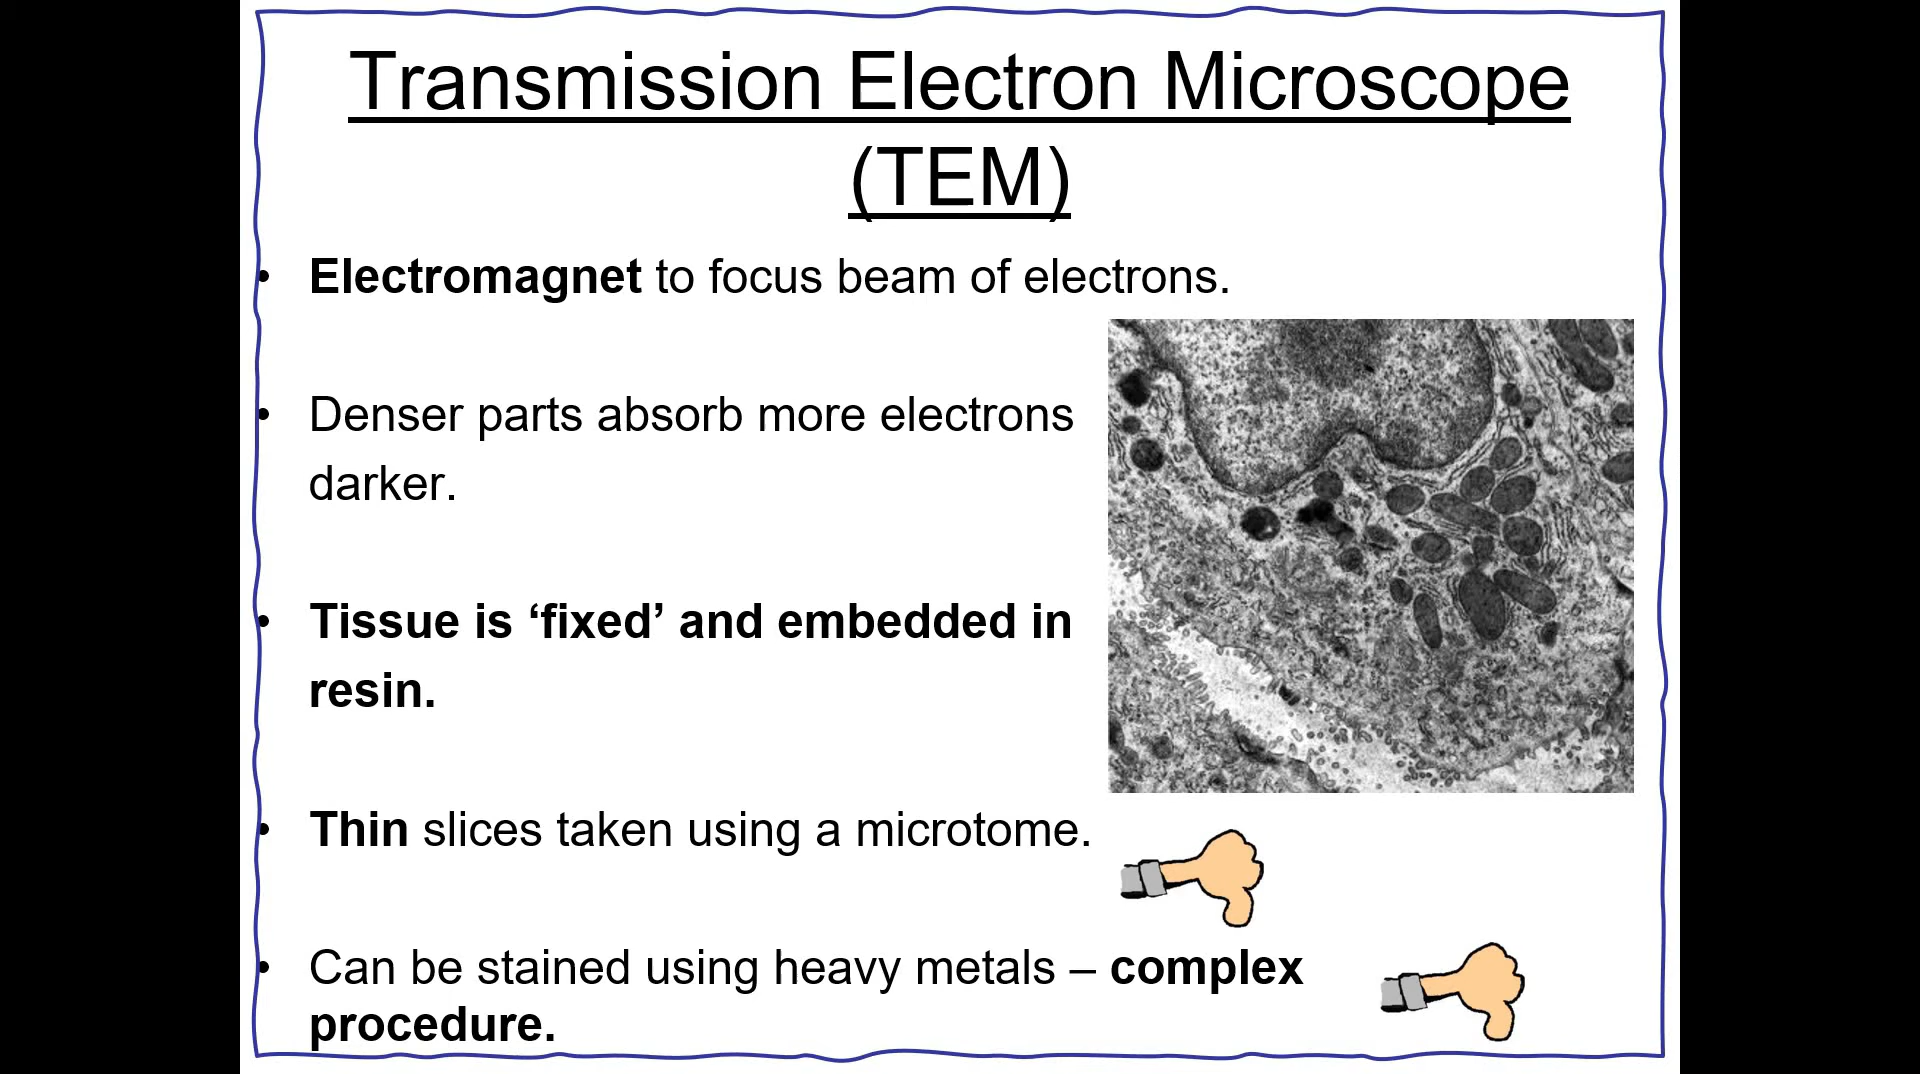 Transmission Electron Microscope
(TEM)
• Electromagnet to focus beam of electrons.
• Denser parts absorb more electrons
darker.
• Tissue is ‘fixed’ and embedded in
resin.
• Thin slices taken using a microtome.
• Can be stained using heavy metals – complex
procedure.